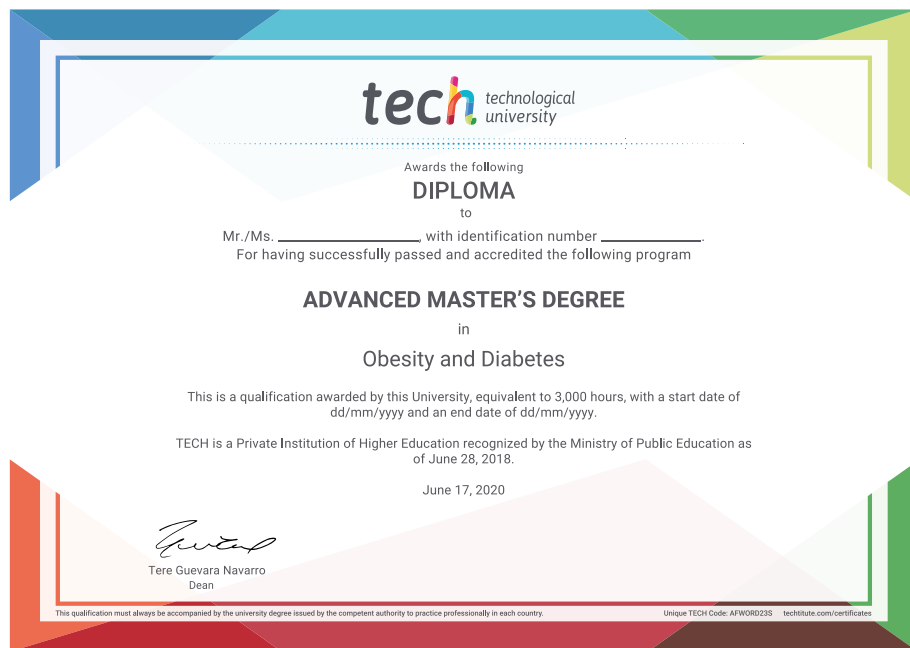 tech technological
university
Awards the following
DIPLOMA
to
Mr./Ms. ____________________, with identification number ______________.
For having successfully passed and accredited the following program
ADVANCED MASTER’S DEGREE
in
Obesity and Diabetes
This is a qualification awarded by this University, equivalent to 3,000 hours, with a start date of
dd/mm/yyyy and an end date of dd/mm/yyyy.
TECH is a Private Institution of Higher Education recognized by the Ministry of Public Education as
of June 28, 2018.
June 17, 2020
Tere Guevara Navarro
Dean
This qualification must always be accompanied by the university degree issued by the competent authority to practice professionally in each country.
Unique TECH Code: AFWORD23S techtitute.com/certificates